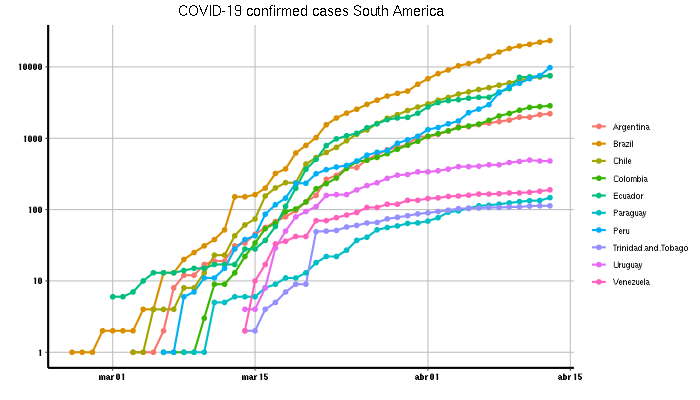 COVID-19 confirmed cases South America
10000
1000
100
10
1
mar 01
mar 15
abr 01
abr 15
Argentina
Brazil
Chile
Colombia
Ecuador
Paraguay
Peru
Trinidad.and.Tobago
Uruguay
Venezuela